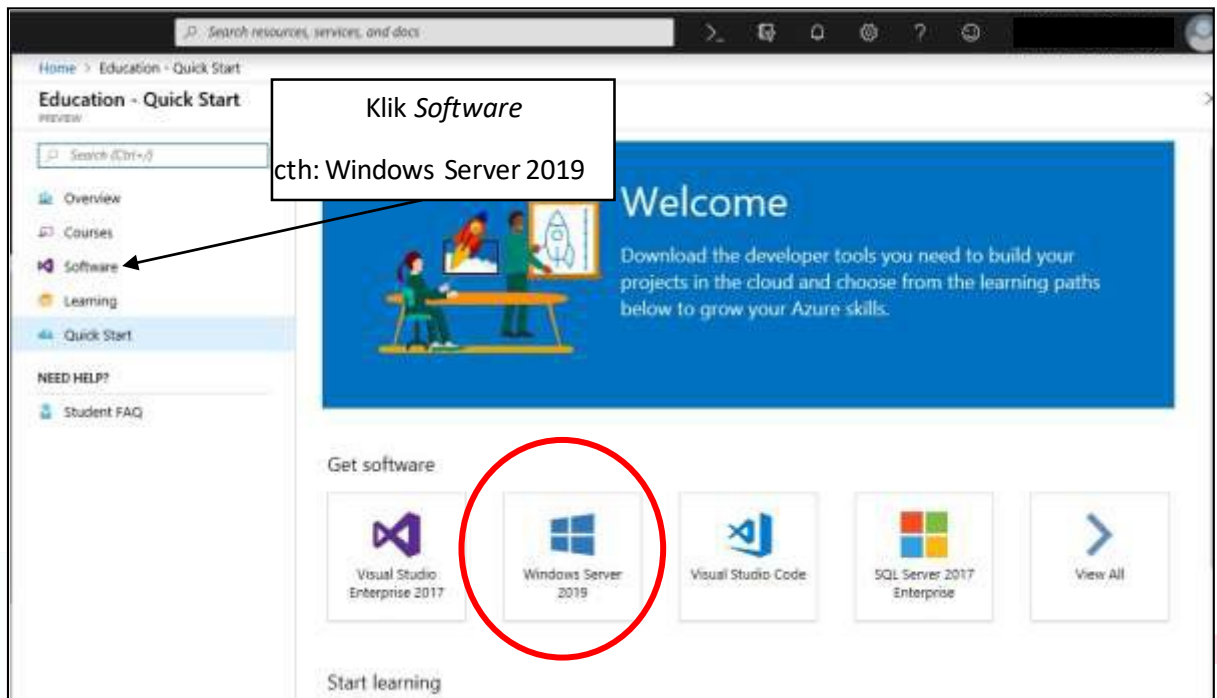 Search resources, services, and docs
Home > Education - Quick Start
Education - Quick Start
PREVIEW
Klik Software
cth: Windows Server 2019
Search (Ctrl+/)
Overview
Courses
Software
Learning
Quick Start
NEED HELP?
Student FAQ
Welcome
Download the developer tools you need to build your
projects in the cloud and choose from the learning paths
below to grow your Azure skills.
Get software
Visual Studio
Enterprise 2017
Windows Server
2019
Visual Studio Code
SQL Server 2017
Enterprise
View All
Start learning